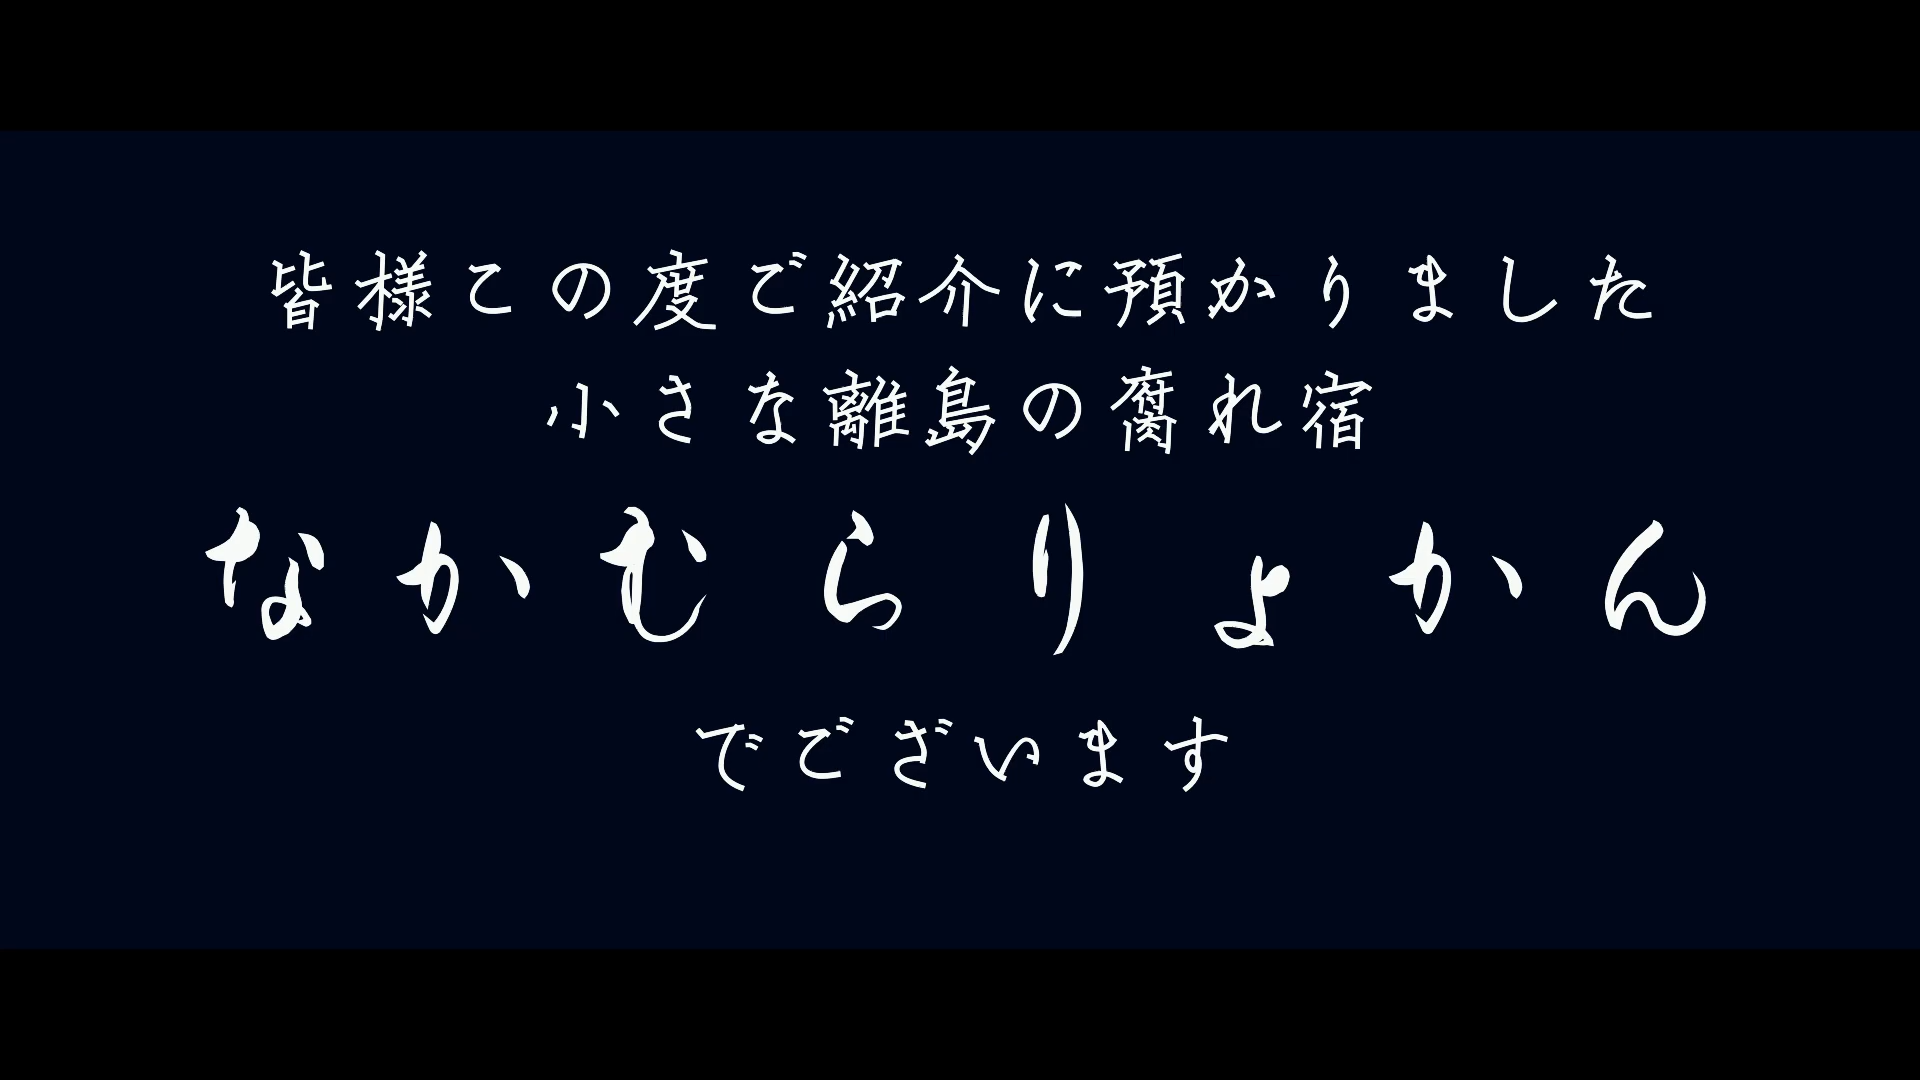 皆様この度ご紹介に預かりました
小さな離島の腐れ宿
なかむらりょかん
でございます